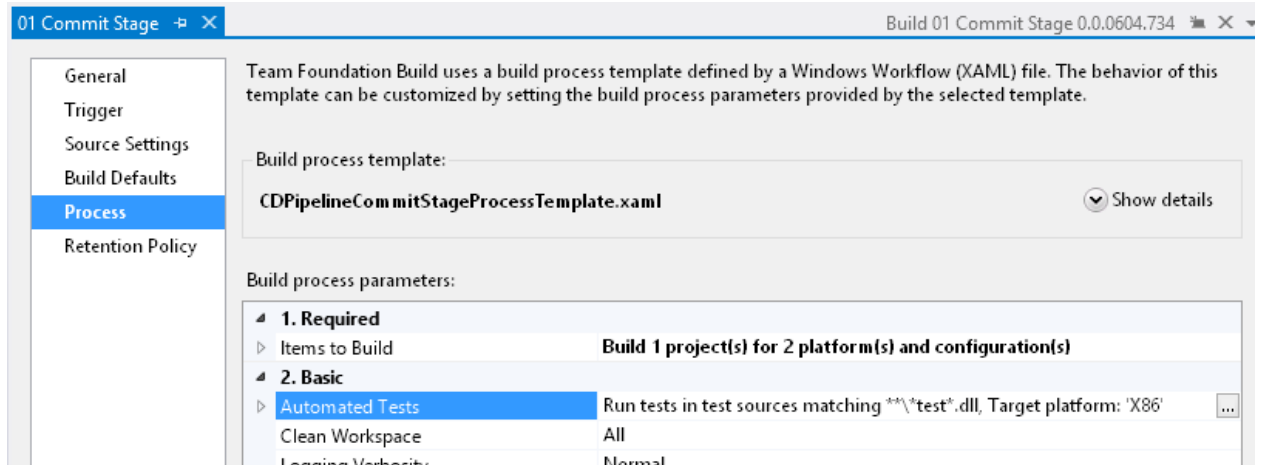 01 Commit Stage
Build 01 Commit Stage 0.0.0604.734
General
Trigger
Source Settings
Build Defaults
Process
Retention Policy
Team Foundation Build uses a build process template defined by a Windows Workflow (XAML) file. The behavior of this
template can be customized by setting the build process parameters provided by the selected template.
Build process template:
CDPipelineCommitStageProcessTemplate.xaml
Show details
Build process parameters:
1. Required
Items to Build
Build 1 project(s) for 2 platform(s) and configuration(s)
2. Basic
Automated Tests
Run tests in test sources matching **\*test*.dll, Target platform: 'X86'
...
Clean Workspace
All
Logging Verbosity
Normal